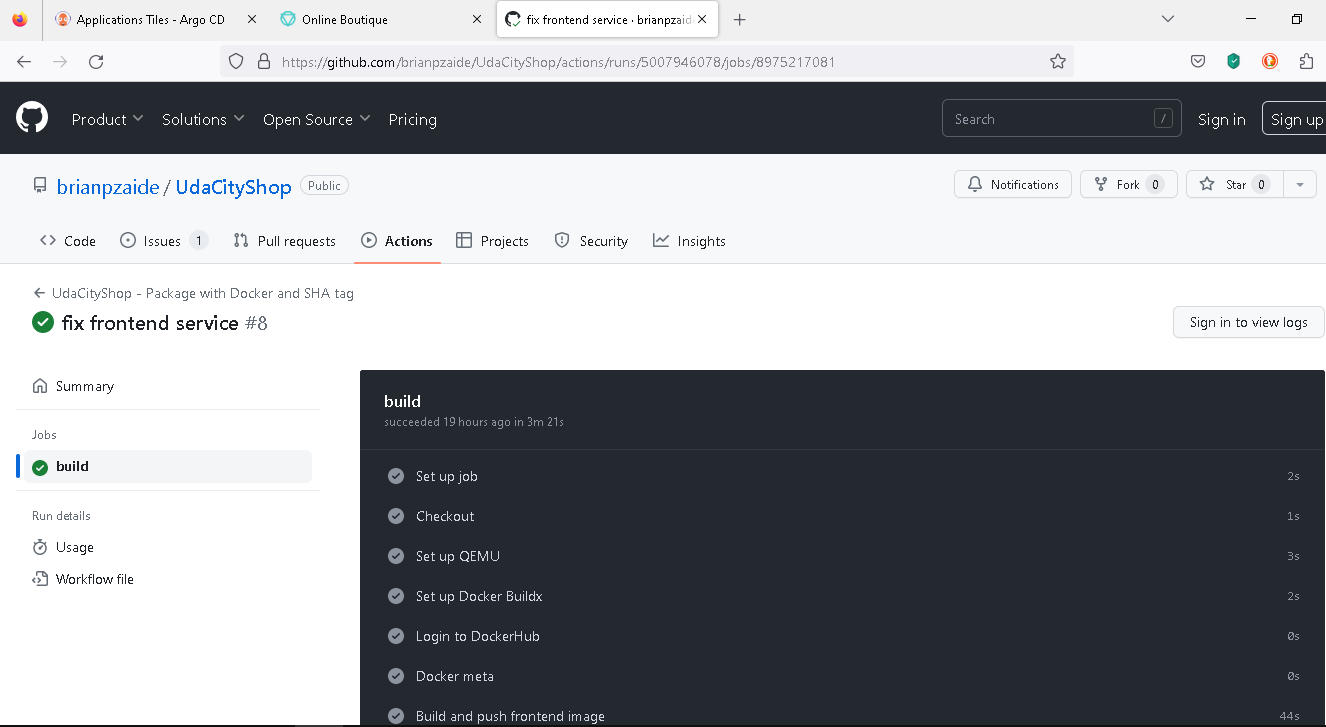 Applications Tiles - Argo CD
Online Boutique
fix frontend service · brianpzaid
https://github.com/brianpzaide/UdaCityShop/actions/runs/5007946078/jobs/8975217081
Product
Solutions
Open Source
Pricing
Search
/
Sign in
Sign up
brianpzaide / UdaCityShop
Public
Notifications
Fork 0
Star 0
Code
Issues 1
Pull requests
Actions
Projects
Security
Insights
UdaCityShop - Package with Docker and SHA tag
fix frontend service #8
Sign in to view logs
Summary
Jobs
build
Run details
Usage
Workflow file
build
succeeded 19 hours ago in 3m 21s
Set up job 2s
Checkout 1s
Set up QEMU 3s
Set up Docker Buildx 2s
Login to DockerHub 0s
Docker meta 0s
Build and push frontend image 44s